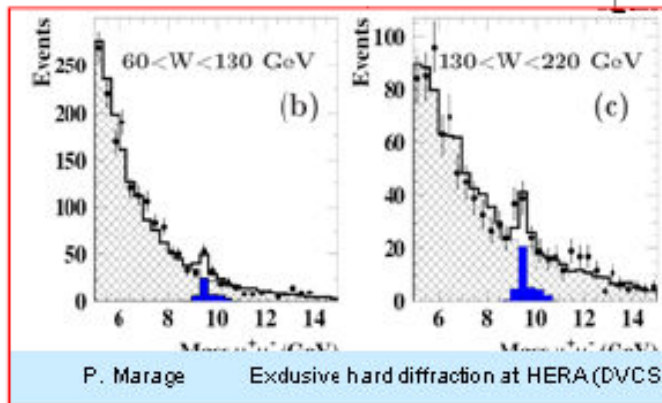 Events
60<W<130 GeV
(b)
250
200
150
100
50
0
6 8 10 12 14
Events
130<W<220 GeV
(c)
100
80
60
40
20
0
6 8 10 12 14
P. Marage Exclusive hard diffraction at HERA (DVCS